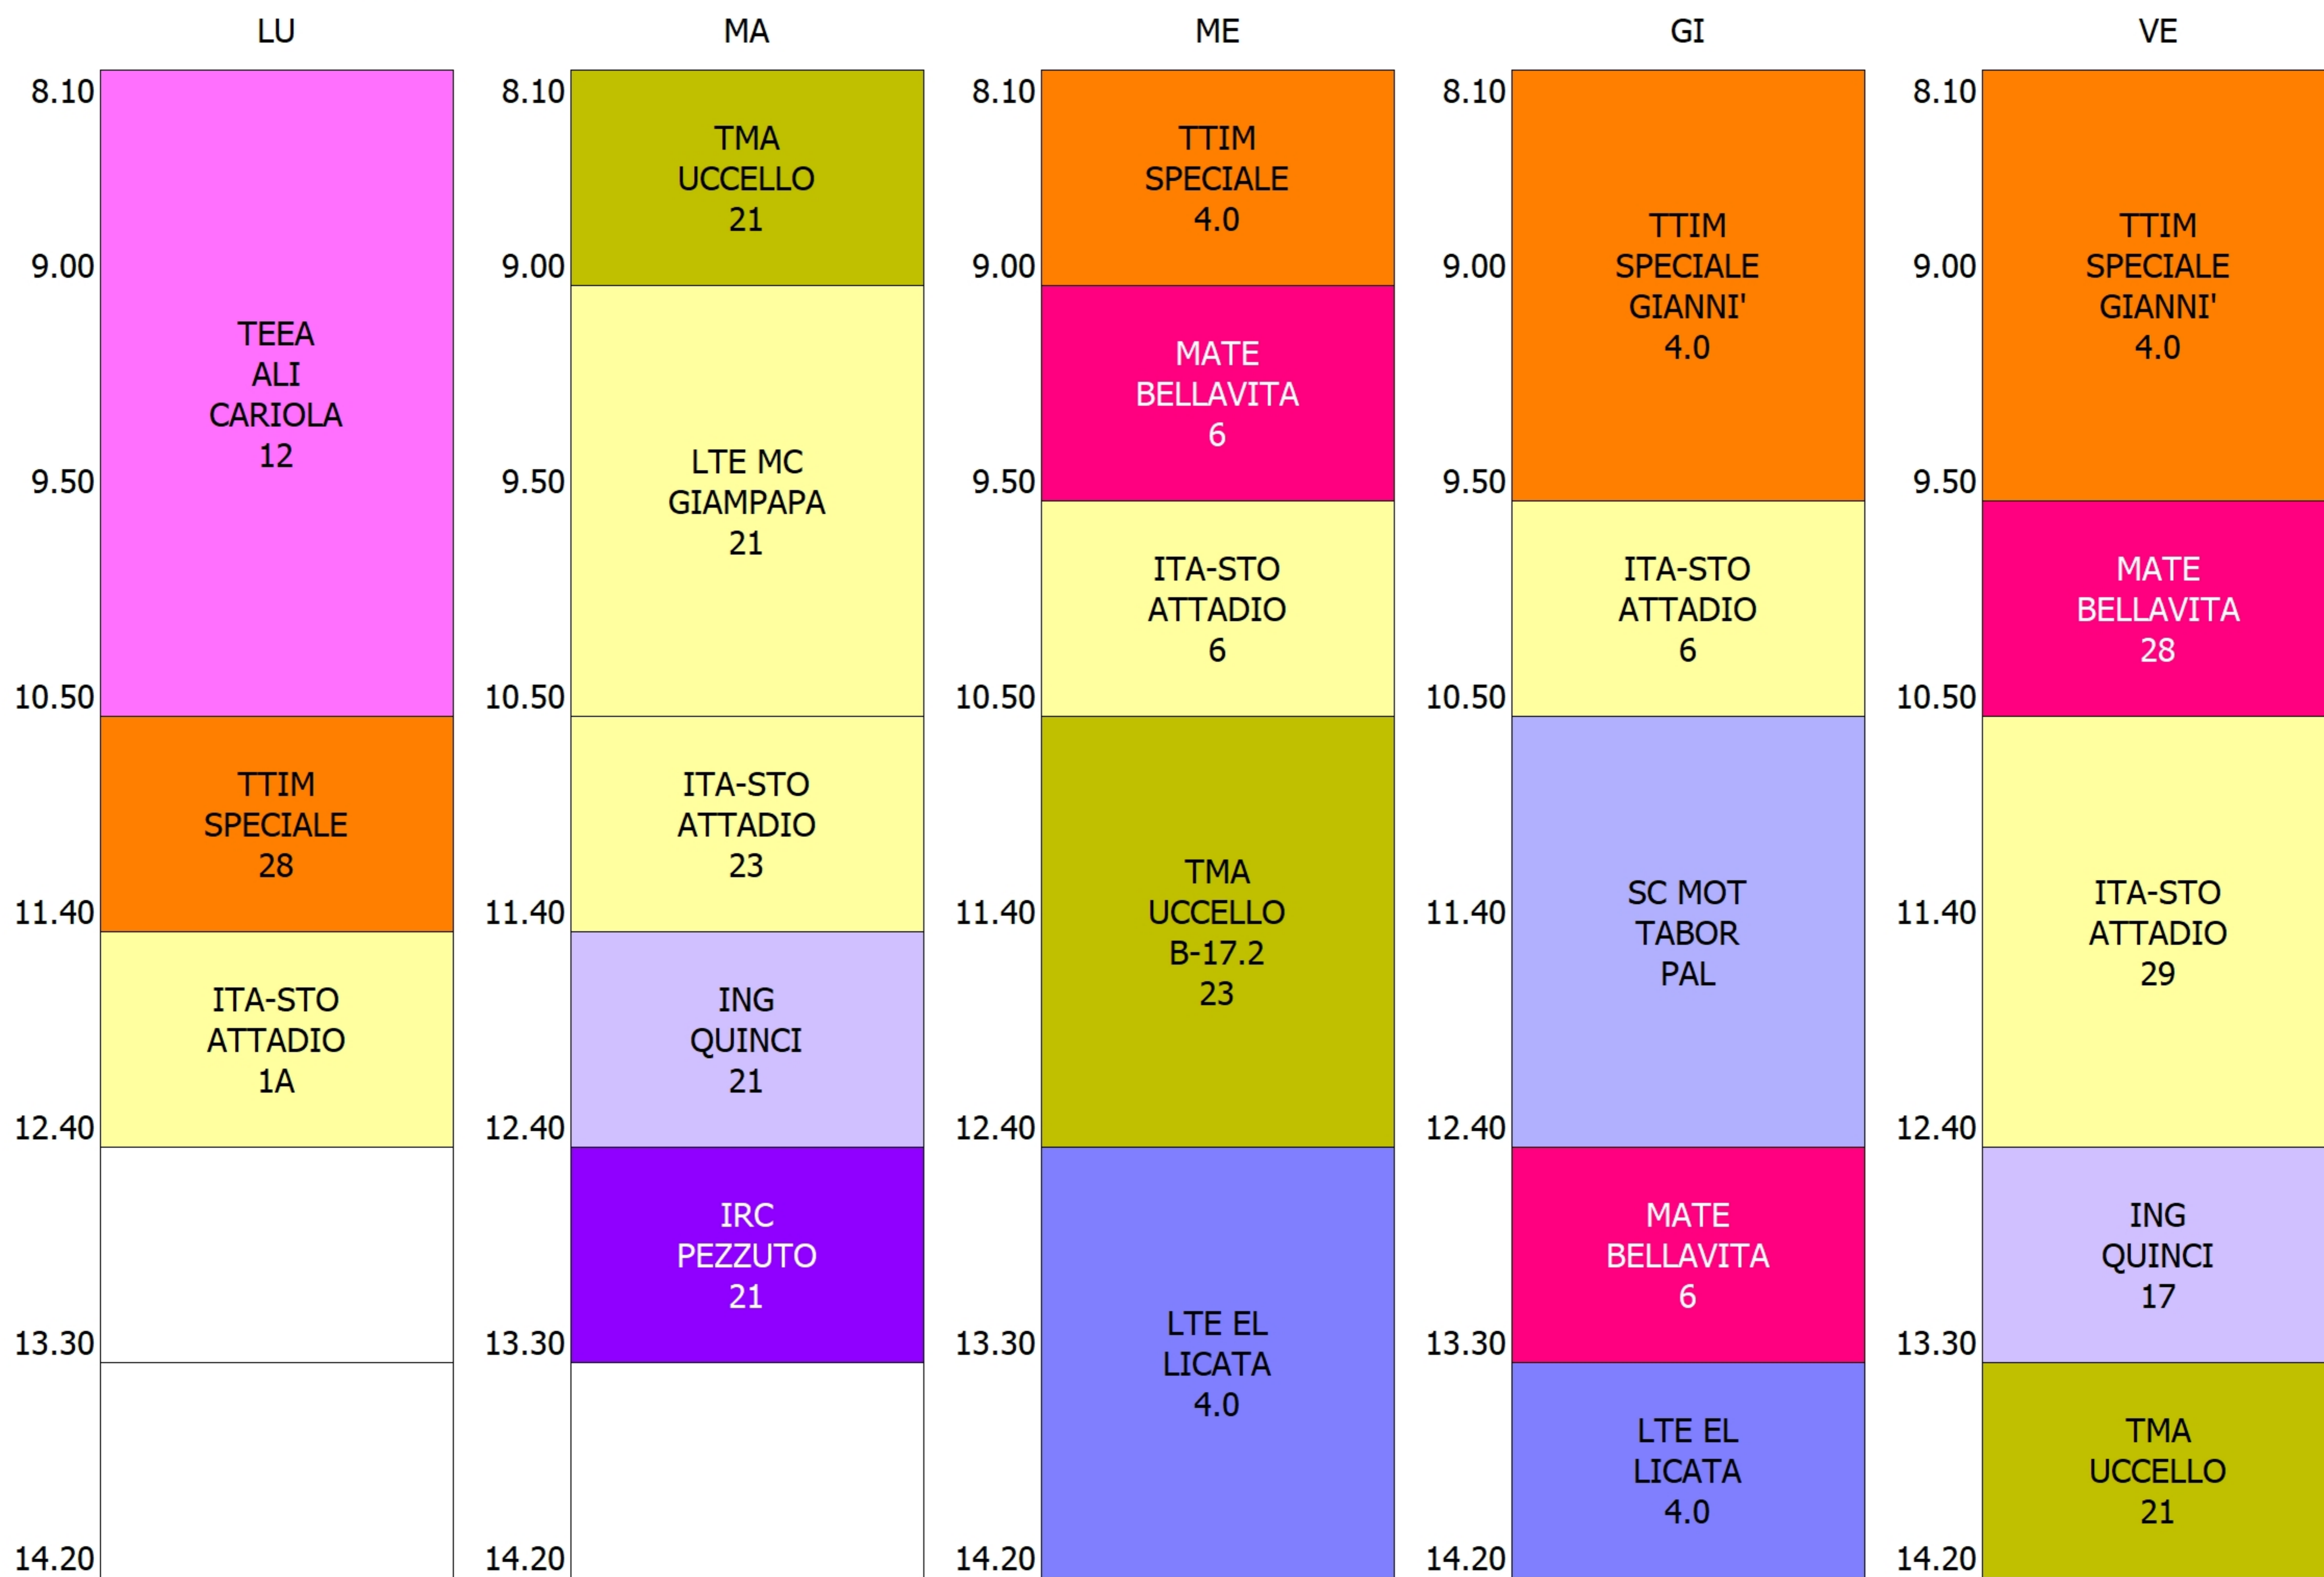 LU
8.10
TEEA
ALI
CARIOLA
12
9.00
9.50
10.50
TTIM
SPECIALE
28
11.40
ITA-STO
ATTADIO
1A
12.40
13.30
14.20
MA
8.10
TMA
UCCELLO
21
9.00
LTE MC
GIAMPAPA
21
9.50
10.50
ITA-STO
ATTADIO
23
11.40
ING
QUINCI
21
12.40
IRC
PEZZUTO
21
13.30
14.20
ME
8.10
TTIM
SPECIALE
4.0
9.00
MATE
BELLAVITA
6
9.50
ITA-STO
ATTADIO
6
10.50
TMA
UCCELLO
B-17.2
23
11.40
12.40
LTE EL
LICATA
4.0
13.30
14.20
GI
8.10
TTIM
SPECIALE
GIANNI'
4.0
9.00
9.50
ITA-STO
ATTADIO
6
10.50
SC MOT
TABOR
PAL
11.40
12.40
MATE
BELLAVITA
6
13.30
LTE EL
LICATA
4.0
14.20
VE
8.10
TTIM
SPECIALE
GIANNI'
4.0
9.00
9.50
MATE
BELLAVITA
28
10.50
ITA-STO
ATTADIO
29
11.40
12.40
ING
QUINCI
17
13.30
TMA
UCCELLO
21
14.20